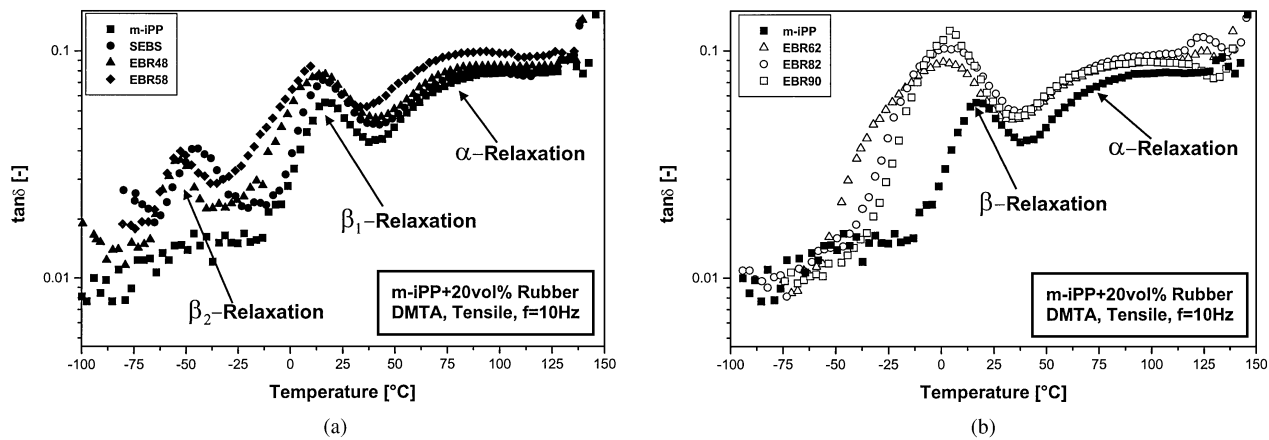 m-iPP
SEBS
EBR48
EBR58
0.1
0.01
tanδ [-]
α-Relaxation
β1-Relaxation
β2-Relaxation
m-iPP+20vol% Rubber
DMTA, Tensile, f=10Hz
-100 -75 -50 -25 0 25 50 75 100 125 150
Temperature [°C]
(a)
m-iPP
EBR62
EBR82
EBR90
0.1
0.01
tanδ [-]
α-Relaxation
β-Relaxation
m-iPP+20vol% Rubber
DMTA, Tensile, f=10Hz
-100 -75 -50 -25 0 25 50 75 100 125 150
Temperature [°C]
(b)